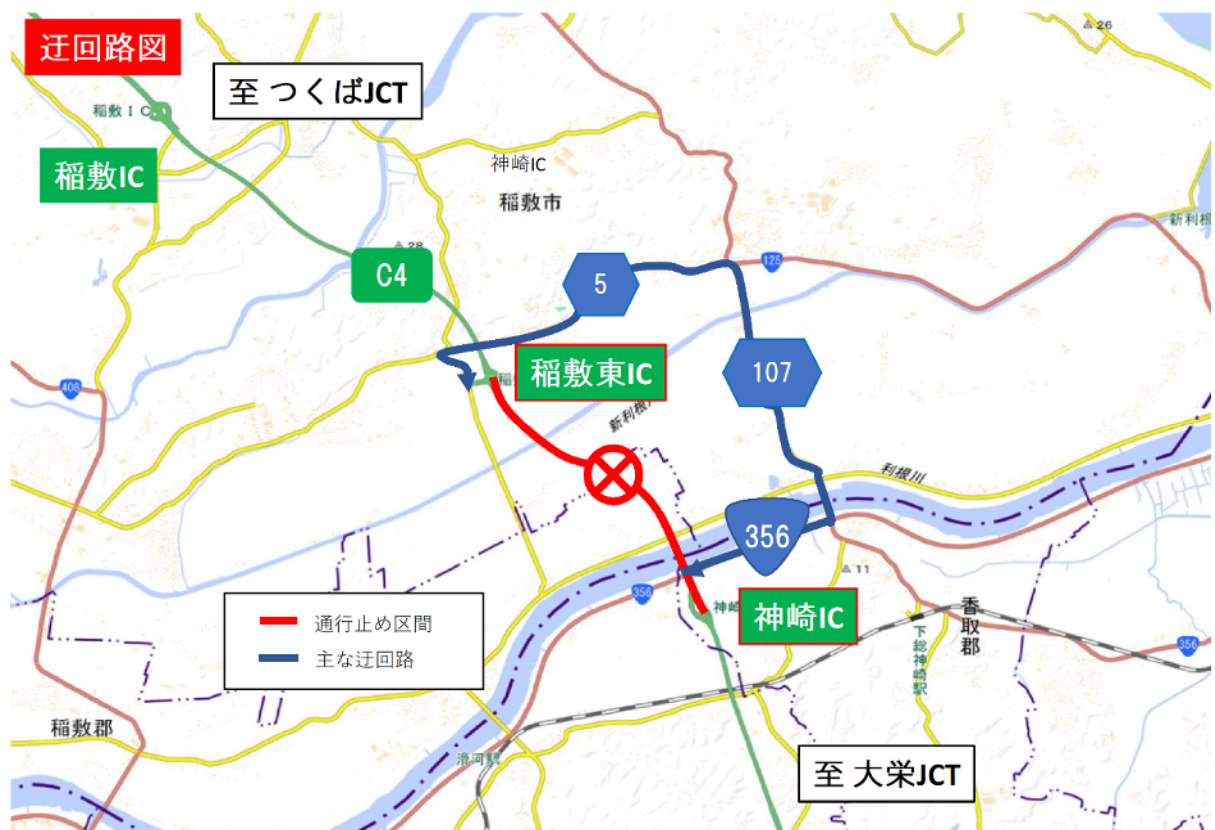 迂回路図
至 つくばJCT
26
稲敷IC
稲敷IC
神崎IC
稲敷市
新利根
28
C4
5
125
稲敷東IC
稲
107
408
新利根
利根川
356
11
356
神崎
神崎IC
香取郡
下総神崎駅
356
通行止め区間
主な迂回路
稲敷郡
滑河駅
至 大栄JCT